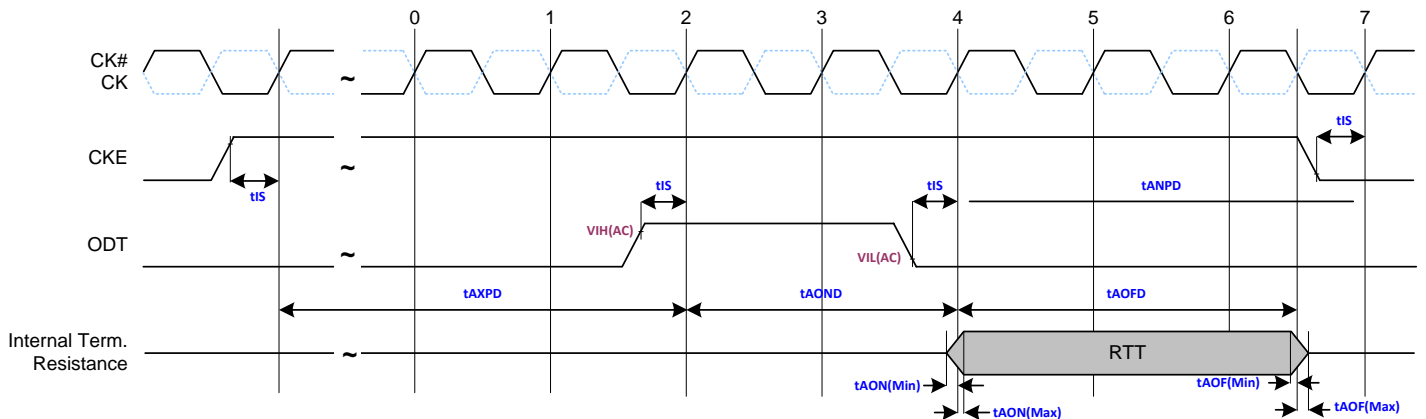 0 1 2 3 4 5 6 7
CK#
CK
~
tIS
CKE
~
tIS
tIS
tIS
tANPD
VIH(AC)
ODT
~
VIL(AC)
tAXPD
tAOND
tAOFD
Internal Term.
Resistance
~
RTT
tAON(Min)
tAOF(Min)
tAON(Max)
tAOF(Max)